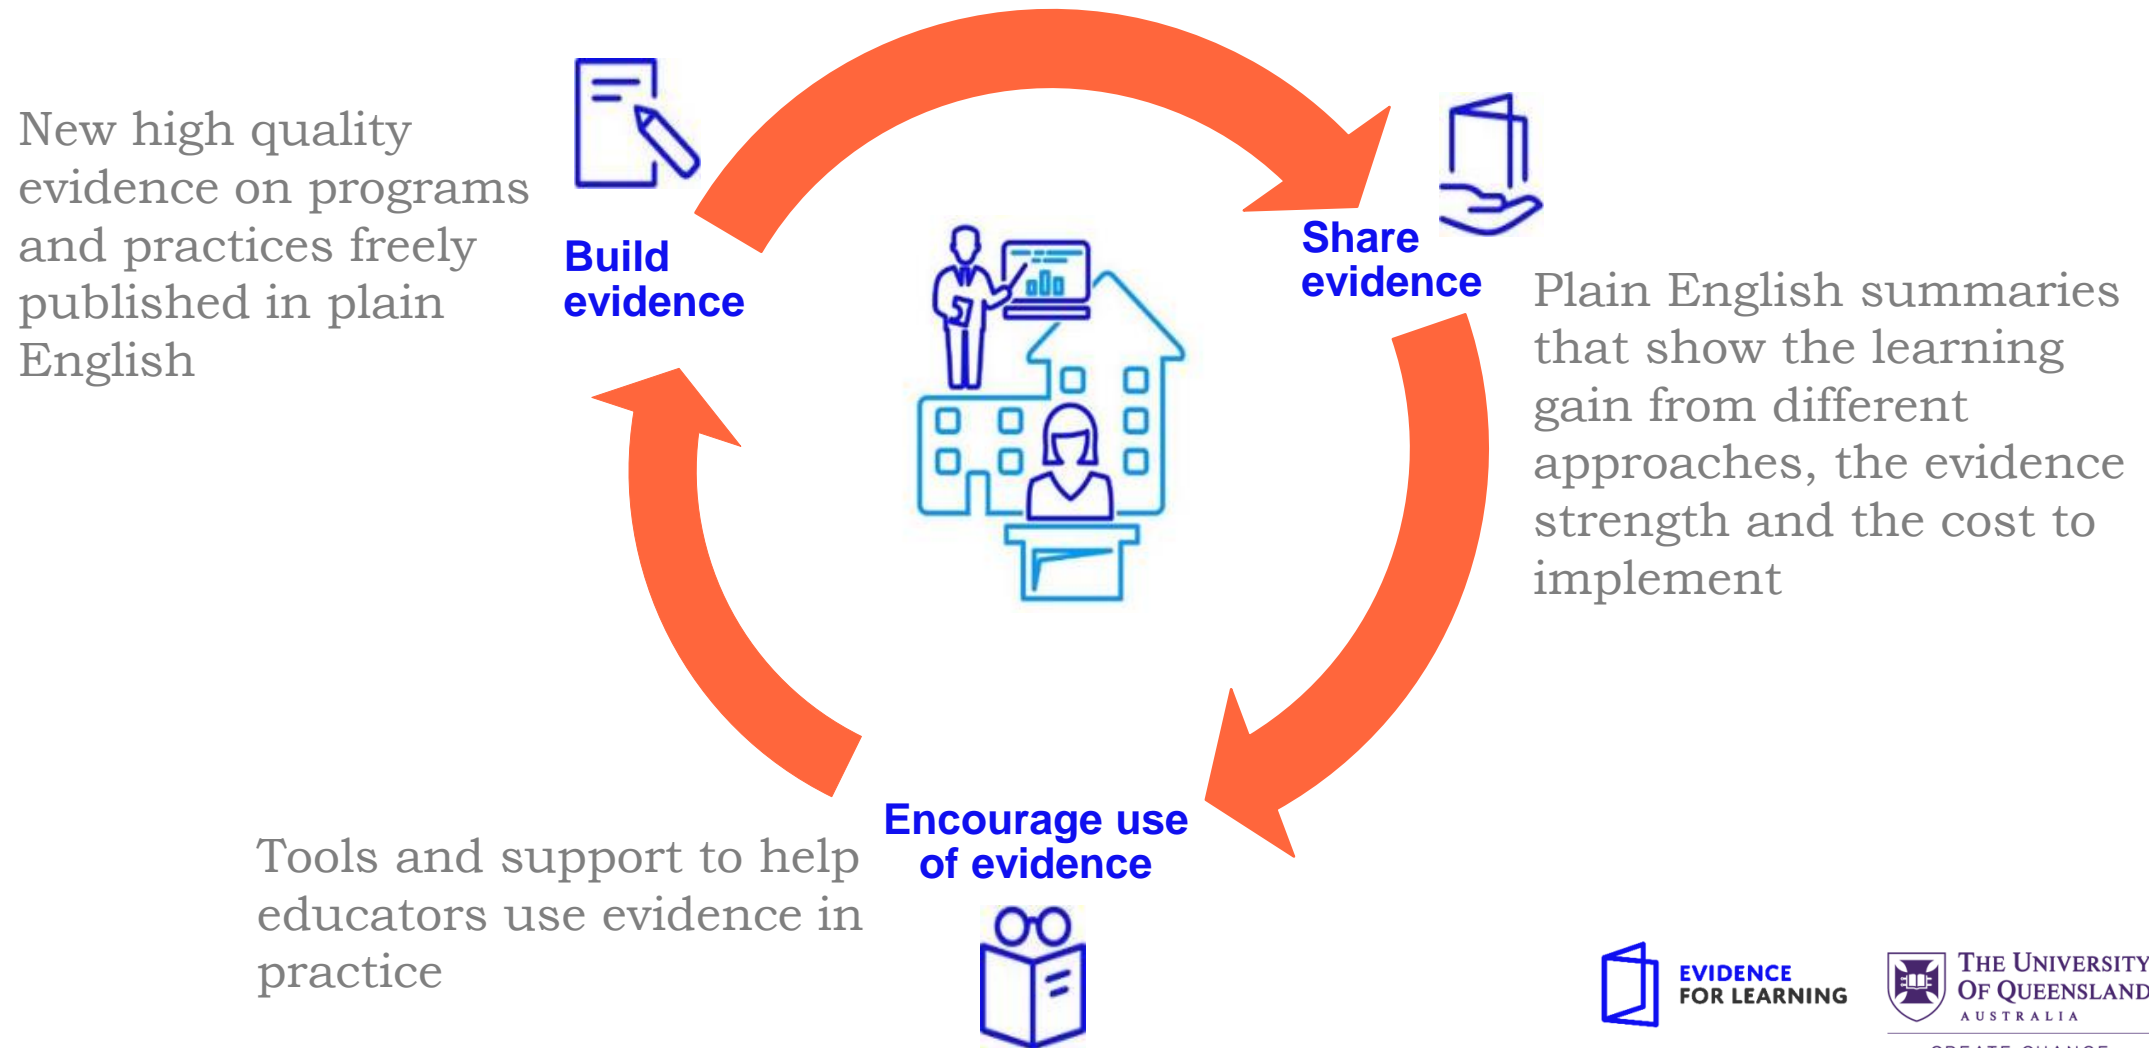 New high quality
evidence on programs
and practices freely
published in plain
English
Build
evidence
Share
evidence
Plain English summaries
that show the learning
gain from different
approaches, the evidence
strength and the cost to
implement
Encourage use
of evidence
Tools and support to help
educators use evidence in
practice
EVIDENCE
FOR LEARNING
THE UNIVERSITY
OF QUEENSLAND
AUSTRALIA
CREATE CHANGE